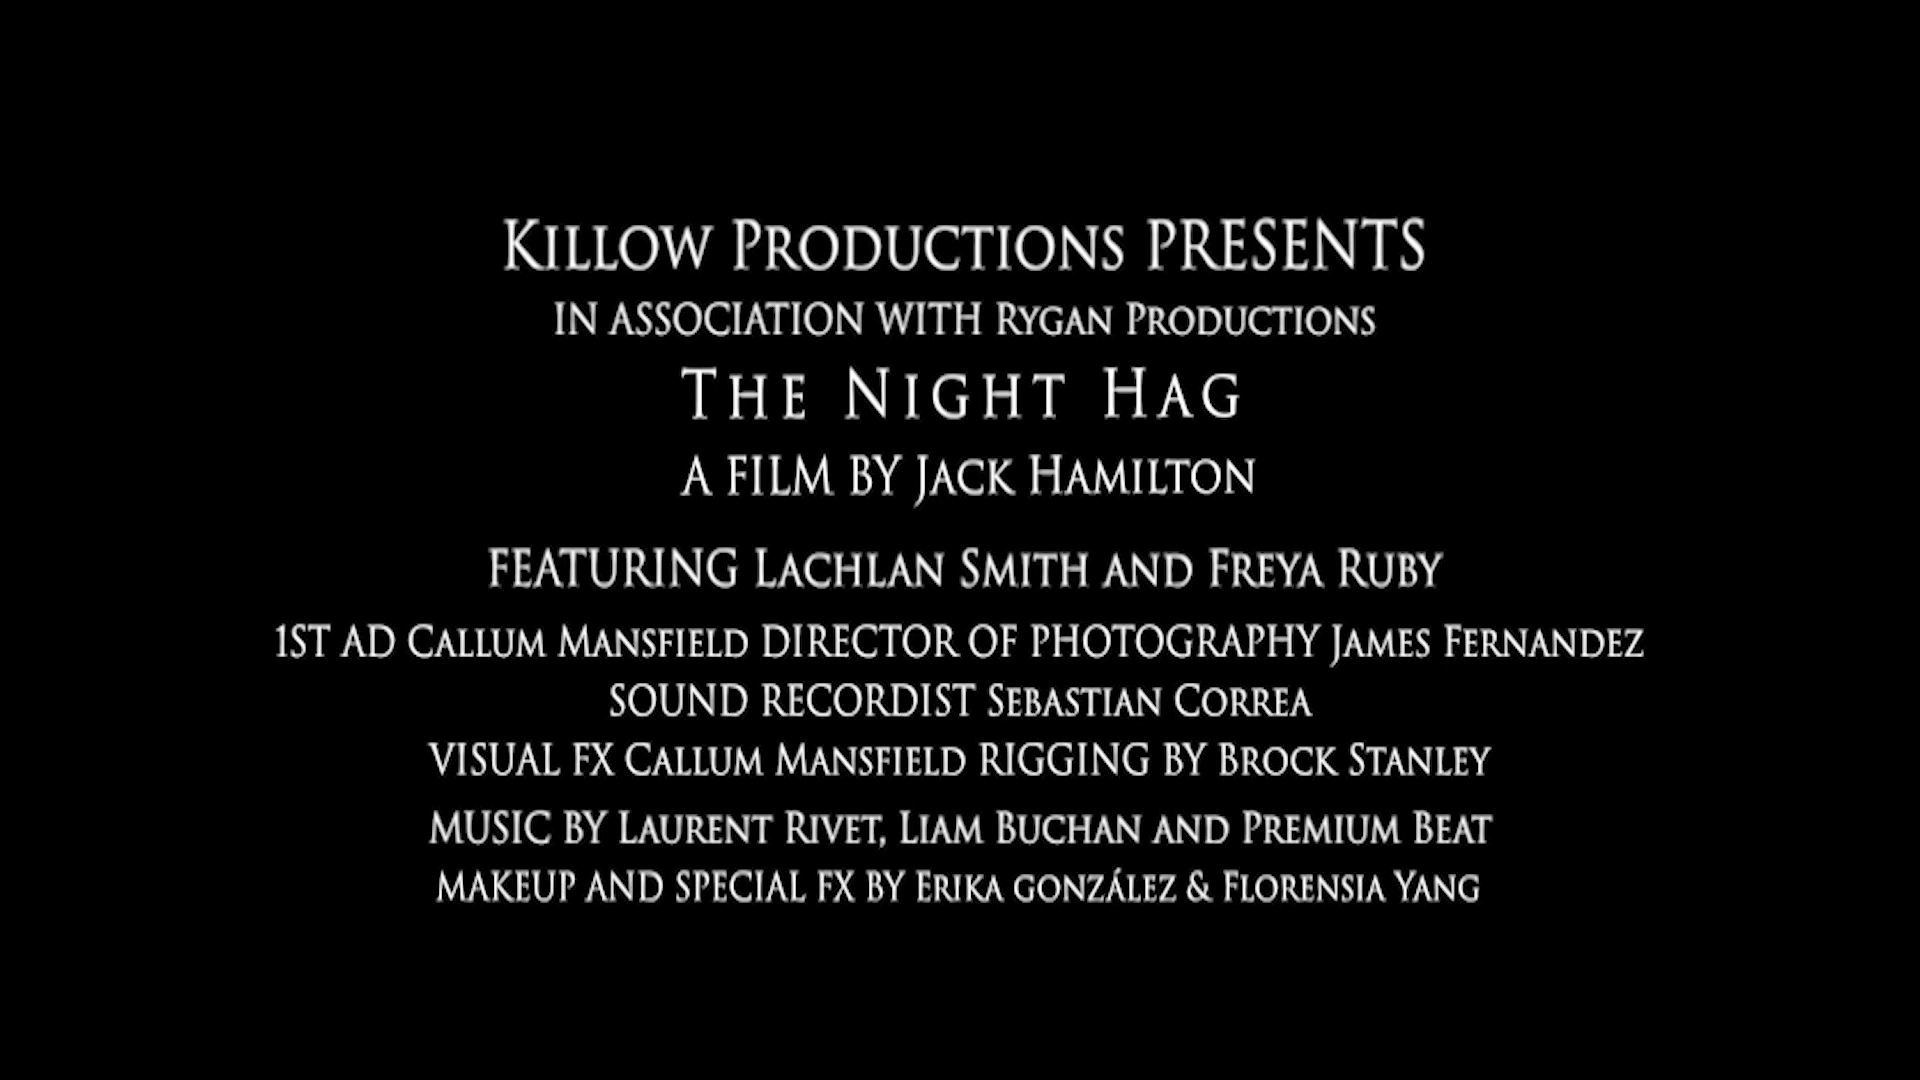 Killow Productions PRESENTS
IN ASSOCIATION WITH Rygan Productions
The Night Hag
A FILM BY Jack Hamilton
FEATURING Lachlan Smith and Freya Ruby
1ST AD Callum Mansfield DIRECTOR OF PHOTOGRAPHY James Fernandez
SOUND RECORDIST Sebastian Correa
VISUAL FX Callum Mansfield RIGGING BY Brock Stanley
MUSIC BY Laurent Rivet, Liam Buchan and Premium Beat
MAKEUP AND SPECIAL FX BY Erika gonzález & Florensia Yang